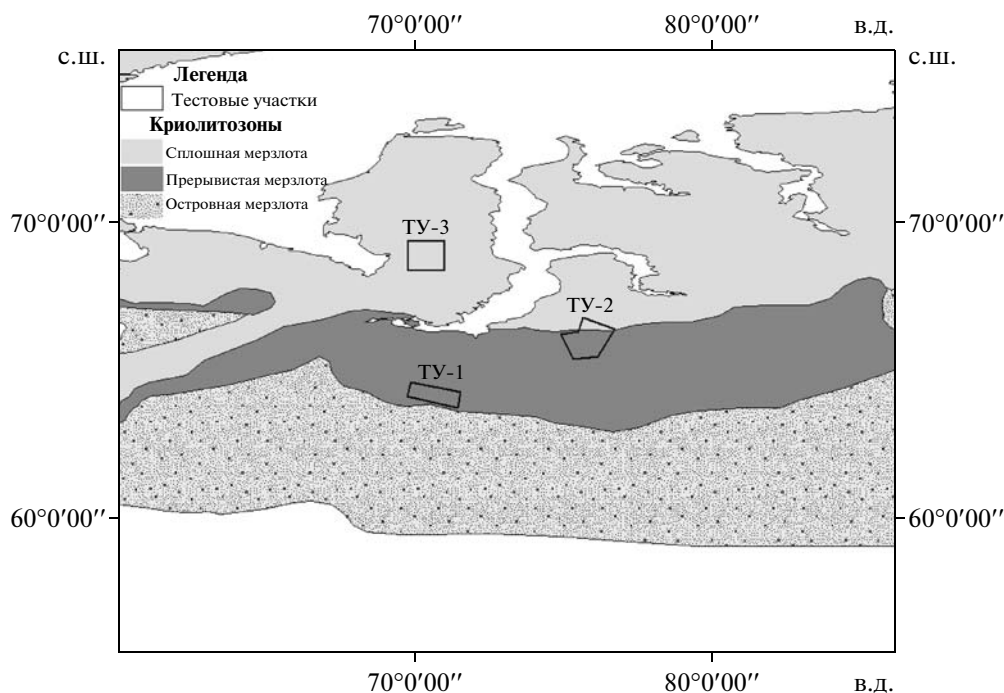 70°0′00′′ 80°0′00′′ в.д.
с.ш. с.ш.
Легенда
Тестовые участки
Криолитозоны
Сплошная мерзлота
Прерывистая мерзлота
Островная мерзлота
70°0′00′′ 70°0′00′′
ТУ-3
ТУ-2
ТУ-1
60°0′00′′ 60°0′00′′
70°0′00′′ 80°0′00′′ в.д.